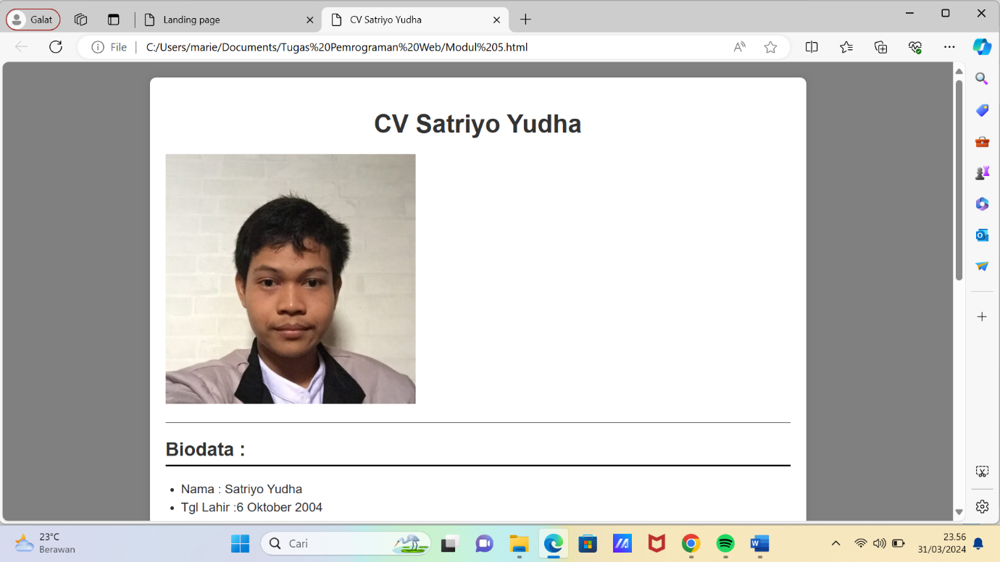 Galat
Landing page
CV Satriyo Yudha
File
C:/Users/marie/Documents/Tugas%20Pemrograman%20Web/Modul%205.html
CV Satriyo Yudha
Biodata :
Nama : Satriyo Yudha
Tgl Lahir :6 Oktober 2004
23°C
Berawan
Cari
23.56
31/03/2024